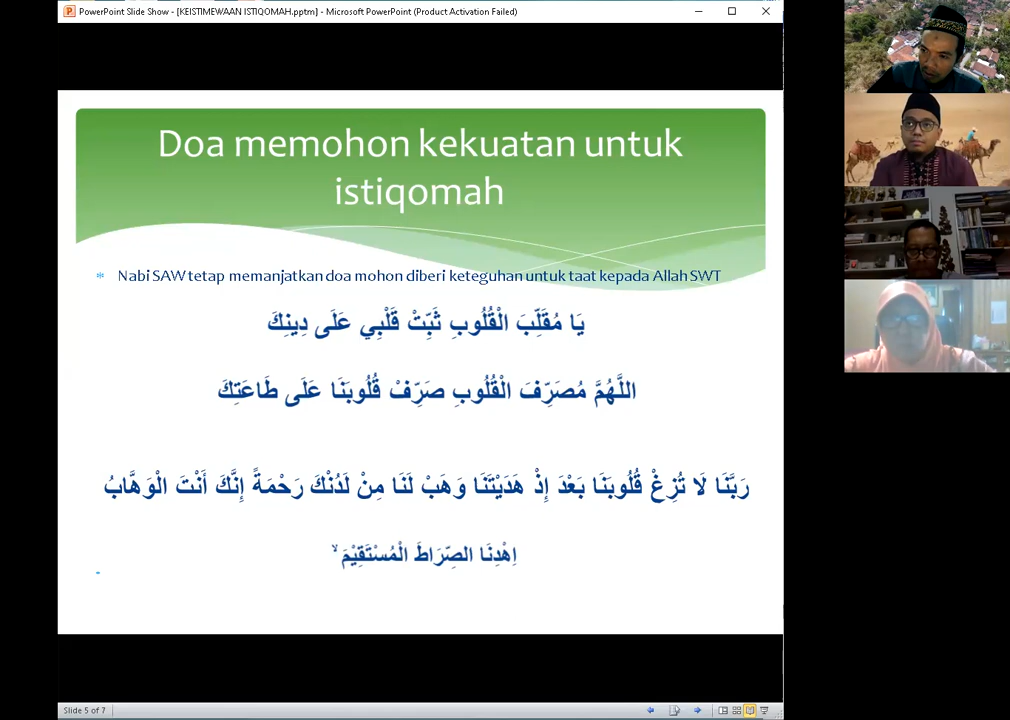 PowerPoint Slide Show - [KEISTIMEWAAN ISTIQOMAH.pptm] - Microsoft PowerPoint (Product Activation Failed)
Doa memohon kekuatan untuk
istiqomah
* Nabi SAW tetap memanjatkan doa mohon diberi keteguhan untuk taat kepada Allah SWT
يَا مُقَلِّبَ الْقُلُوبِ ثَبِّتْ قَلْبِي عَلَى دِينِكَ
اللَّهُمَّ مُصَرِّفَ الْقُلُوبِ صَرِّفْ قُلُوبَنَا عَلَى طَاعَتِكَ
رَبَّنَا لَا تُزِغْ قُلُوبَنَا بَعْدَ إِذْ هَدَيْتَنَا وَهَبْ لَنَا مِنْ لَدُنْكَ رَحْمَةً إِنَّكَ أَنْتَ الْوَهَّابُ
اِهْدِنَا الصِّرَاطَ الْمُسْتَقِيْمَ ۙ
Slide 5 of 7